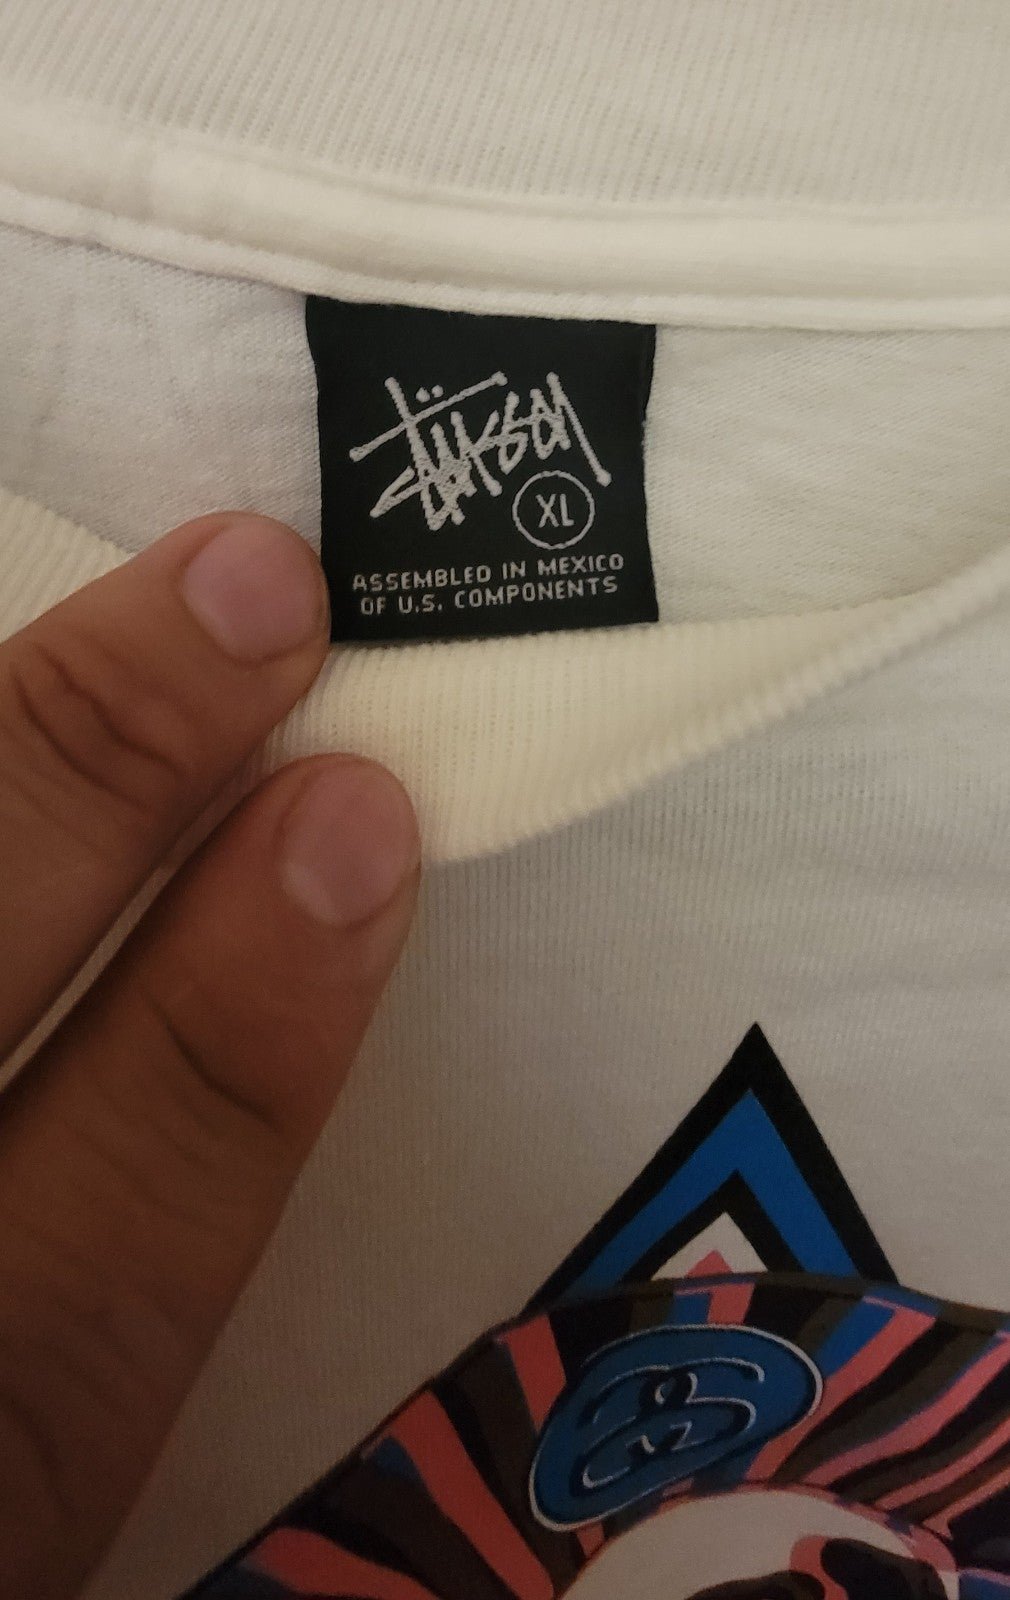 Stüssy
XL
ASSEMBLED IN MEXICO
OF U.S. COMPONENTS